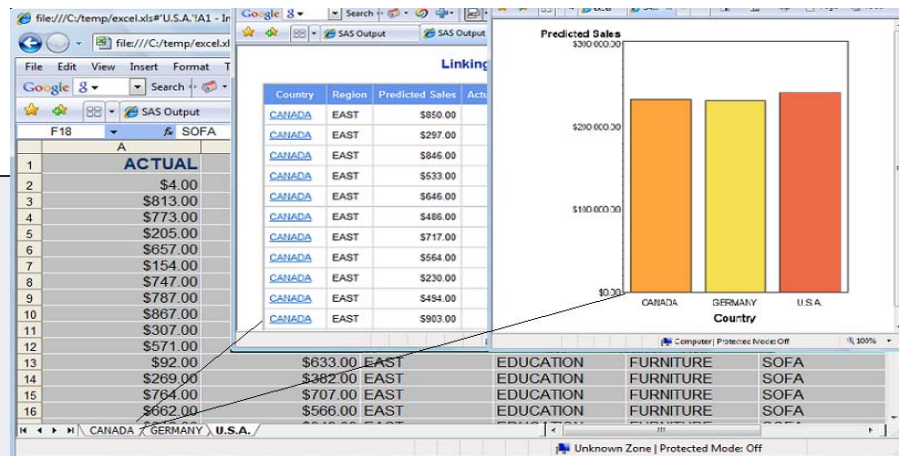 file:///C:/temp/excel.xls#'U.S.A.'!A1 - In
file:///C:/temp/excel.xl
File Edit View Insert Format T
Google Search
SAS Output
F18 fx SOFA
A
1 ACTUAL
2 $4.00
3 $813.00
4 $773.00
5 $205.00
6 $657.00
7 $154.00
8 $747.00
9 $787.00
10 $867.00
11 $307.00
12 $571.00
13 $92.00 $633.00 EAST EDUCATION FURNITURE SOFA
14 $269.00 $382.00 EAST EDUCATION FURNITURE SOFA
15 $764.00 $707.00 EAST EDUCATION FURNITURE SOFA
16 $662.00 $566.00 EAST EDUCATION FURNITURE SOFA
CANADA GERMANY U.S.A.
Unknown Zone | Protected Mode: Off
Google Search
SAS Output SAS Output
Linking
Country Region Predicted Sales Actu
CANADA EAST $850.00
CANADA EAST $297.00
CANADA EAST $846.00
CANADA EAST $533.00
CANADA EAST $646.00
CANADA EAST $486.00
CANADA EAST $717.00
CANADA EAST $564.00
CANADA EAST $230.00
CANADA EAST $494.00
CANADA EAST $903.00
Predicted Sales
$300 000.00
$200 000.00
$100 000.00
$0.00
CANADA GERMANY U.S.A.
Country
Computer | Protected Mode: Off 100%